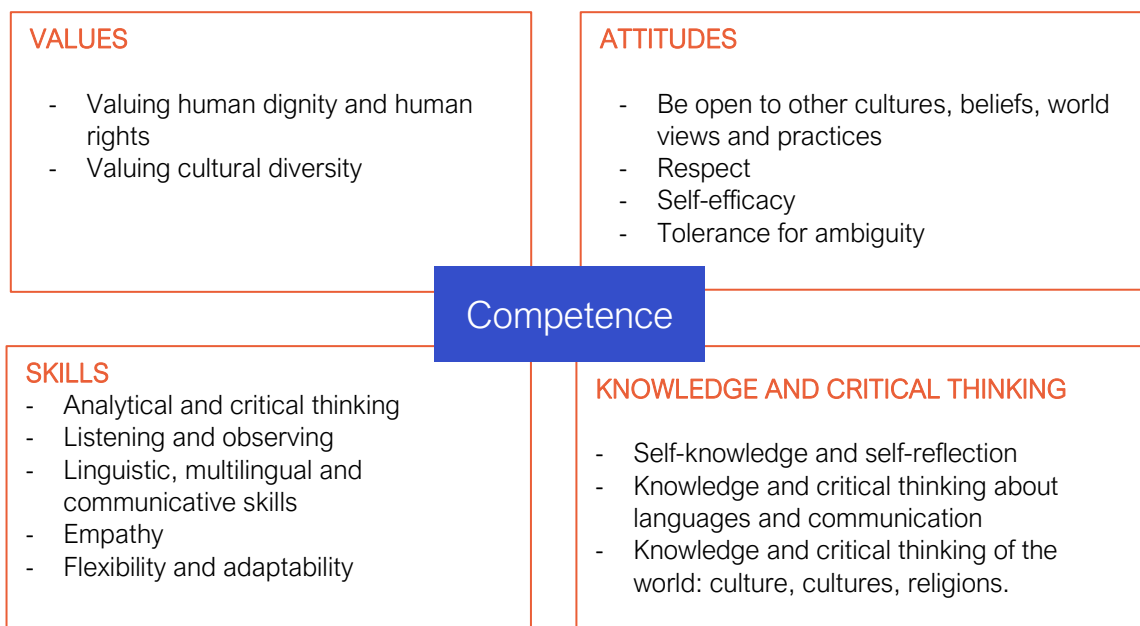 VALUES
- Valuing human dignity and human
rights
- Valuing cultural diversity
ATTITUDES
- Be open to other cultures, beliefs, world
views and practices
- Respect
- Self-efficacy
- Tolerance for ambiguity
Competence
SKILLS
- Analytical and critical thinking
- Listening and observing
- Linguistic, multilingual and
communicative skills
- Empathy
- Flexibility and adaptability
KNOWLEDGE AND CRITICAL THINKING
- Self-knowledge and self-reflection
- Knowledge and critical thinking about
languages and communication
- Knowledge and critical thinking of the
world: culture, cultures, religions.